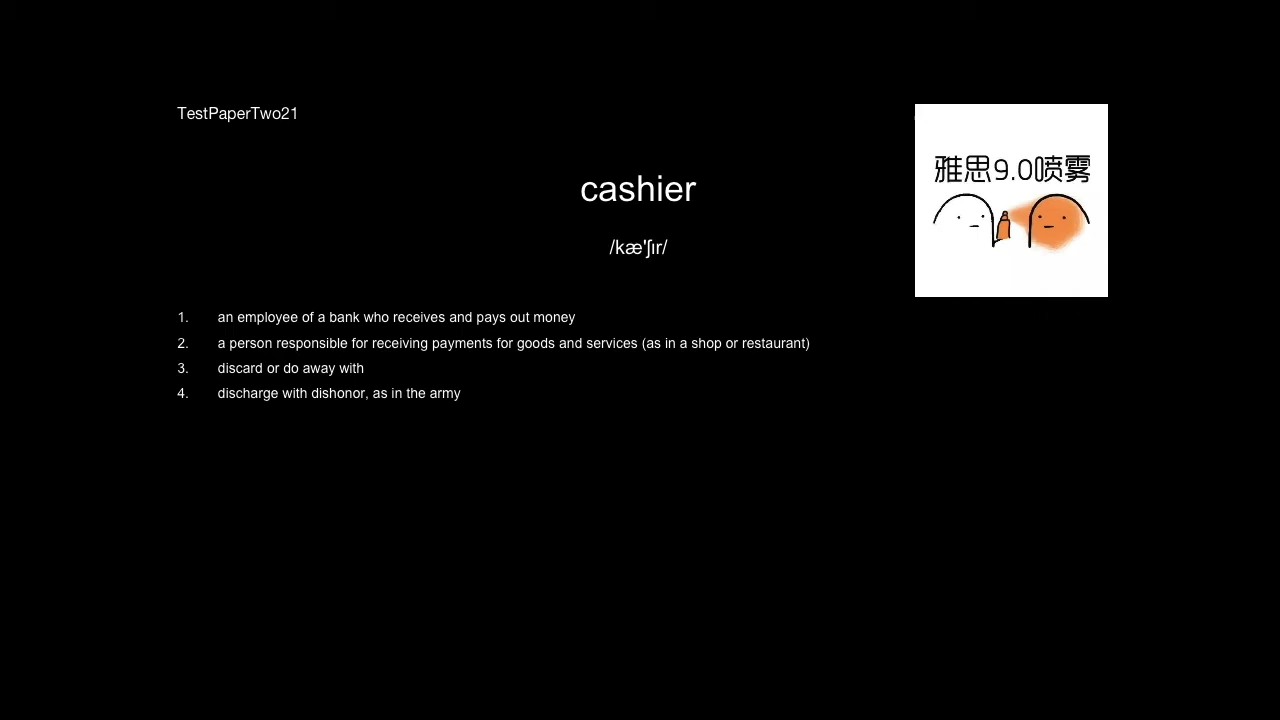 TestPaperTwo21
雅思9.0喷雾
cashier
/kæ'ʃır/
1. an employee of a bank who receives and pays out money
2. a person responsible for receiving payments for goods and services (as in a shop or restaurant)
3. discard or do away with
4. discharge with dishonor, as in the army